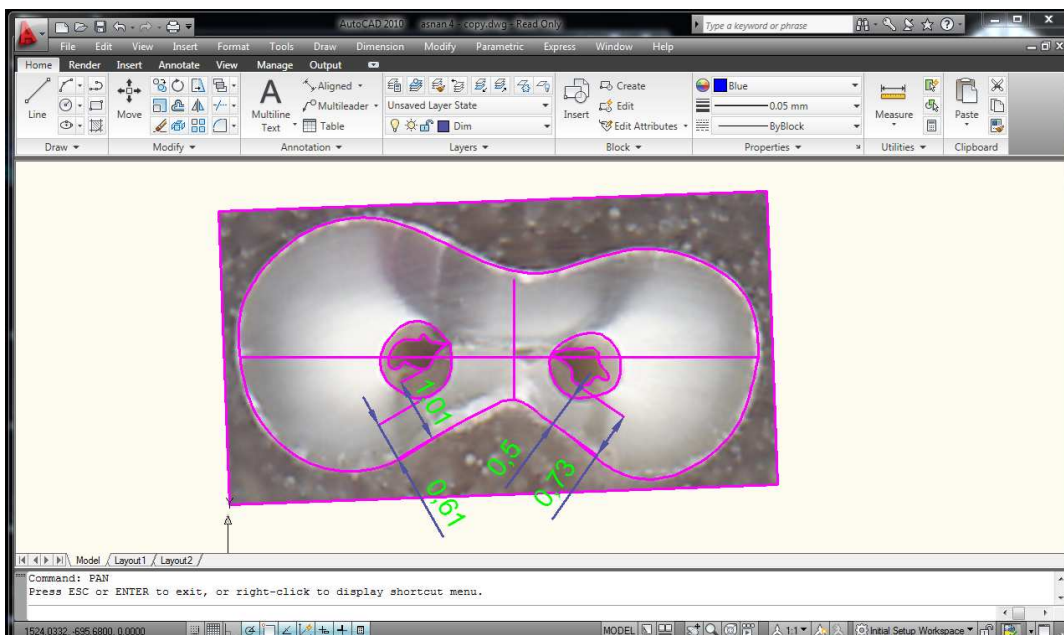 AutoCAD 2010 asnan 4 - copy.dwg - Read Only
Type a keyword or phrase
File Edit View Insert Format Tools Draw Dimension Modify Parametric Express Window Help
Home Render Insert Annotate View Manage Output
Line
Move
A
Multiline Text
Aligned
Multileader
Table
Unsaved Layer State
Dim
Insert
Create
Edit
Edit Attributes
Blue
0.05 mm
ByBlock
Measure
Paste
Draw Modify Annotation Layers Block Properties Utilities Clipboard
1,01
0,61
0,5
0,73
Y
Model Layout1 Layout2
Command: PAN
Press ESC or ENTER to exit, or right-click to display shortcut menu.
1524.0332, -695.6800, 0.0000 MODEL 1:1 Initial Setup Workspace